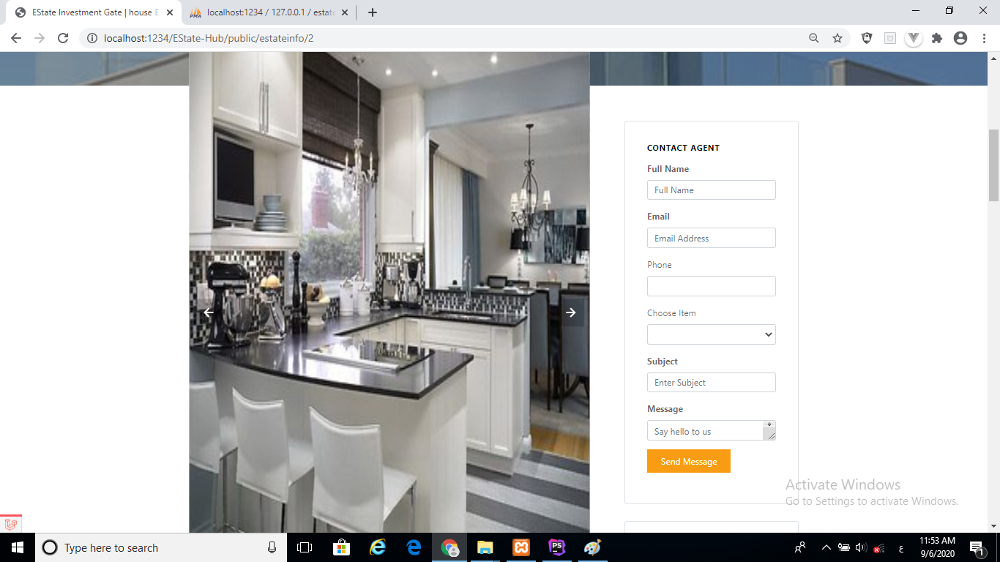 EState Investment Gate | house E
localhost:1234 / 127.0.0.1 / estate
localhost:1234/EState-Hub/public/estateinfo/2
CONTACT AGENT
Full Name
Full Name
Email
Email Address
Phone
Choose Item
Subject
Enter Subject
Message
Say hello to us
Send Message
Activate Windows
Go to Settings to activate Windows.
Type here to search
PS
ع
11:53 AM
9/6/2020
1